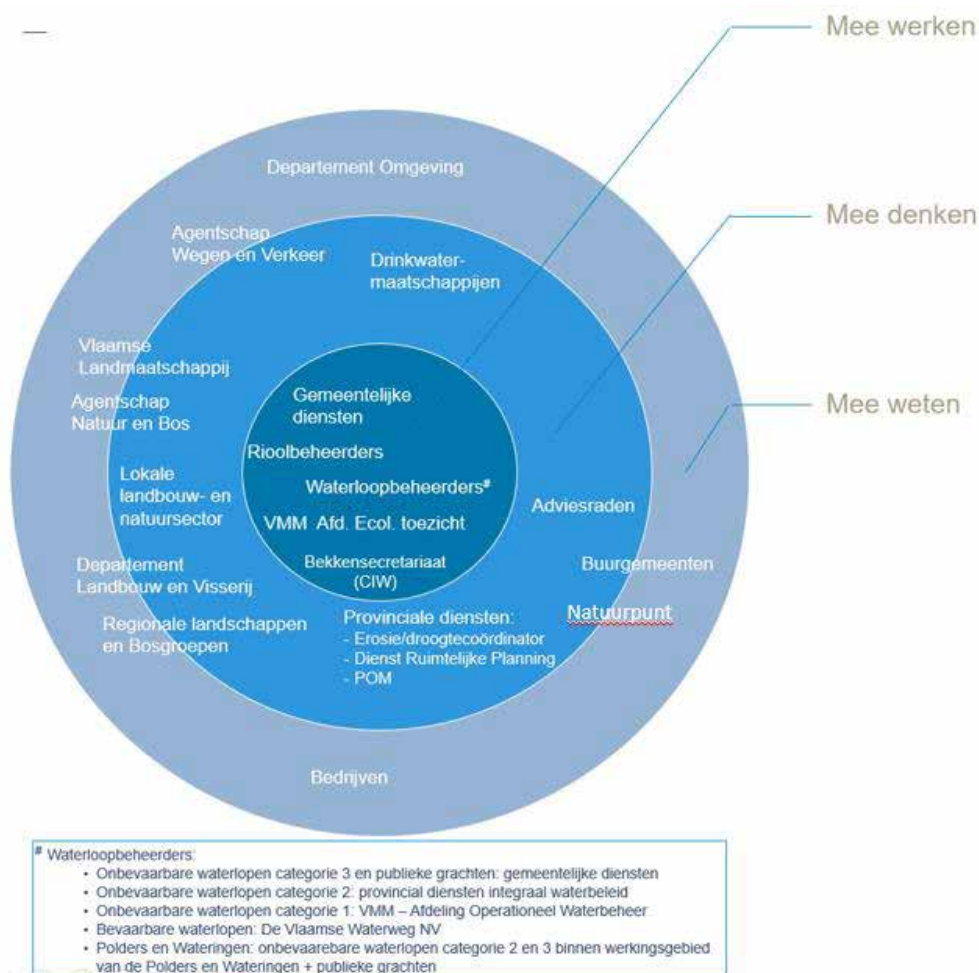 Mee werken
Mee denken
Mee weten
Departement Omgeving
Agentschap
Wegen en Verkeer
Drinkwater-
maatschappijen
Vlaamse
Landmaatschappij
Agentschap
Natuur en Bos
Lokale
landbouw- en
natuursector
Departement
Landbouw en Visserij
Regionale landschappen
en Bosgroepen
Gemeentelijke
diensten
Rioolbeheerders
Waterloopbeheerders#
VMM Afd. Ecol. toezicht
Bekkensecretariaat
(CIW)
Adviesraden
Buurgemeenten
Natuurpunt
Provinciale diensten:
- Erosie/droogtecoördinator
- Dienst Ruimtelijke Planning
- POM
Bedrijven
# Waterloopbeheerders:
• Onbevaarbare waterlopen categorie 3 en publieke grachten: gemeentelijke diensten
• Onbevaarbare waterlopen categorie 2: provincial diensten integraal waterbeleid
• Onbevaarbare waterlopen categorie 1: VMM – Afdeling Operationeel Waterbeheer
• Bevaarbare waterlopen: De Vlaamse Waterweg NV
• Polders en Wateringen: onbevaarebare waterlopen categorie 2 en 3 binnen werkingsgebied
van de Polders en Wateringen + publieke grachten